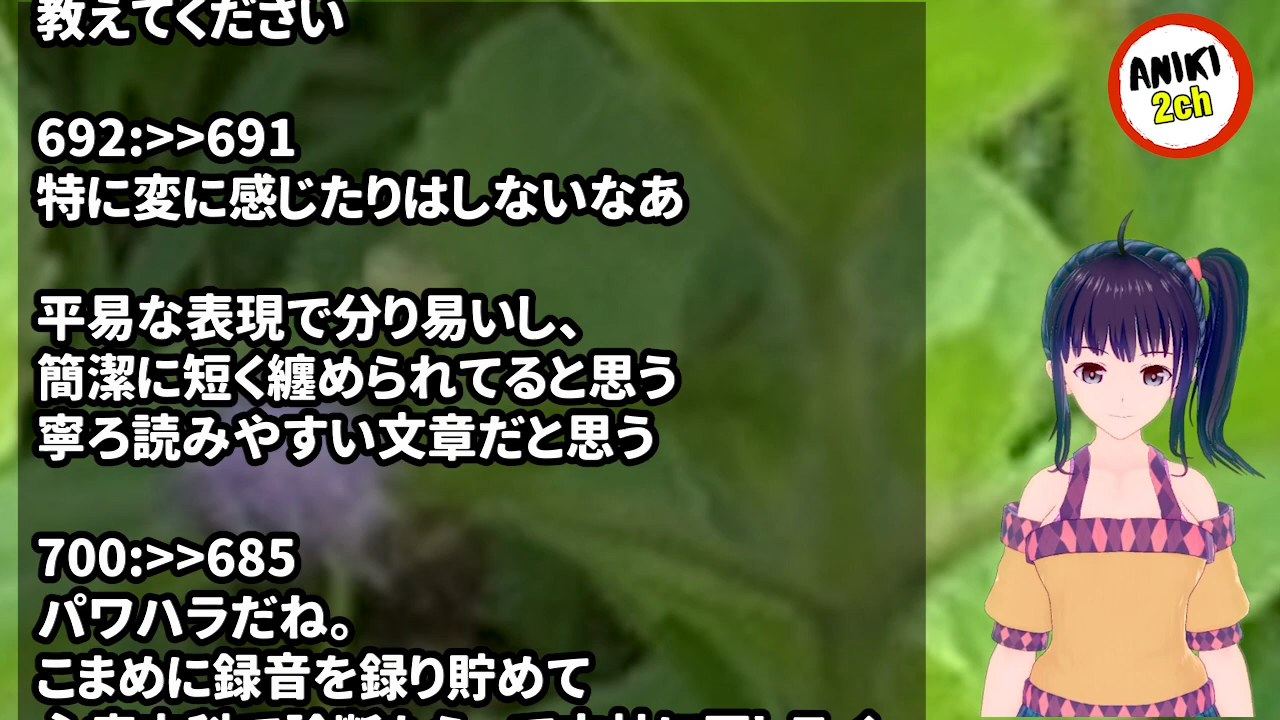 教えてください
692:>>691
特に変に感じたりはしないなあ
平易な表現で分り易いし、
簡潔に短く纏められてると思う
寧ろ読みやすい文章だと思う
700:>>685
パワハラだね。
こまめに録音を録り貯めて
ANIKI
2ch